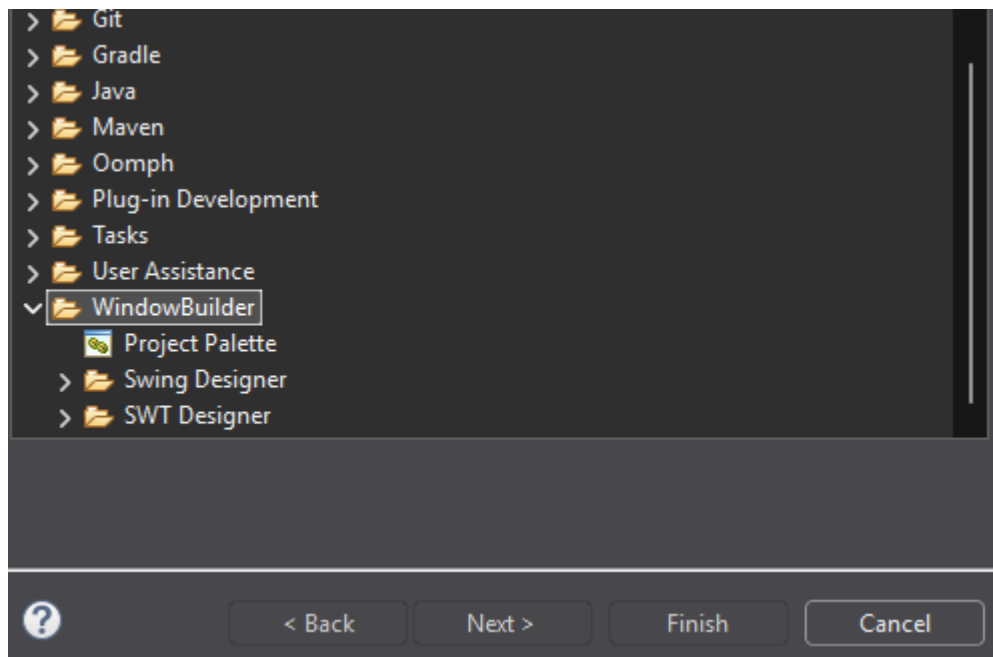 Git
Gradle
Java
Maven
Oomph
Plug-in Development
Tasks
User Assistance
WindowBuilder
Project Palette
Swing Designer
SWT Designer
< Back Next > Finish Cancel